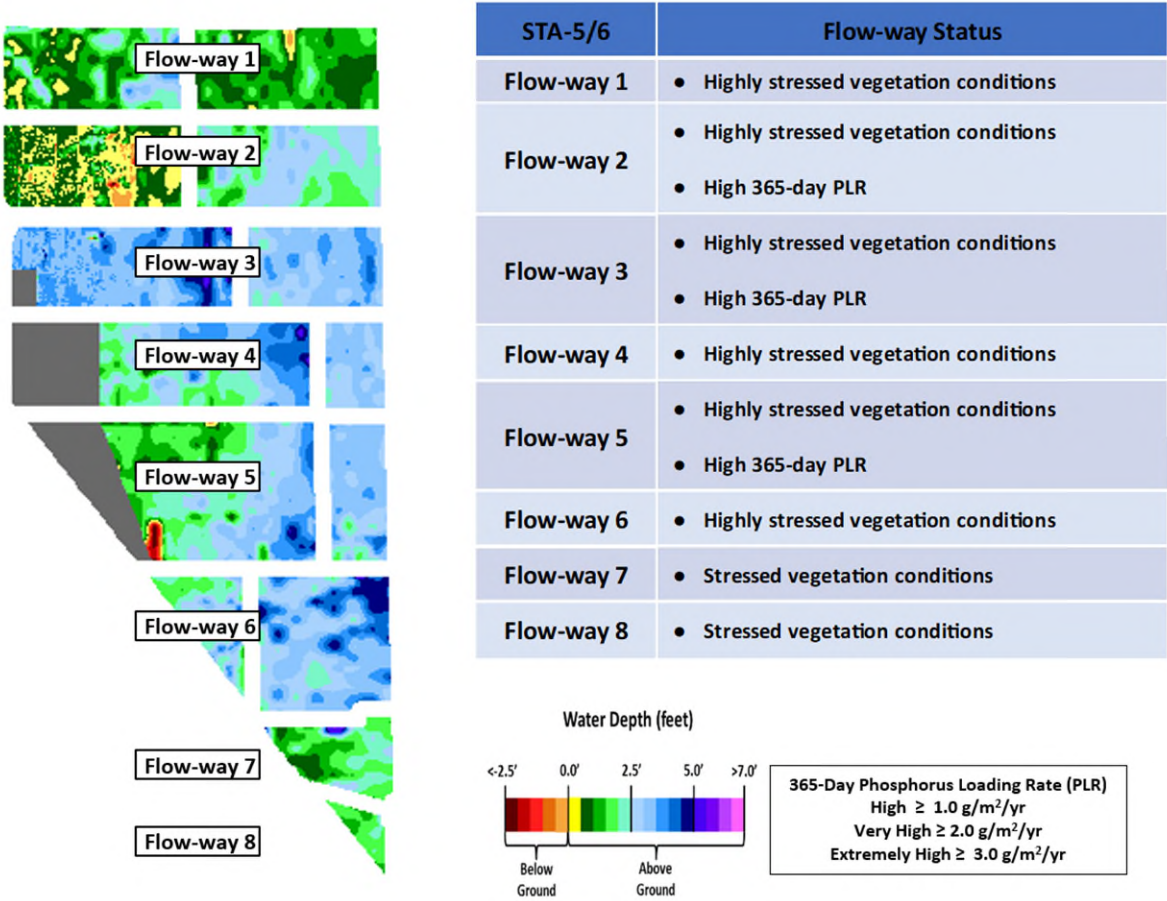 Flow-way 1
Flow-way 2
Flow-way 3
Flow-way 4
Flow-way 5
Flow-way 6
Flow-way 7
Flow-way 8
STA-5/6 Flow-way Status
Flow-way 1 ● Highly stressed vegetation conditions
Flow-way 2 ● Highly stressed vegetation conditions
● High 365-day PLR
Flow-way 3 ● Highly stressed vegetation conditions
● High 365-day PLR
Flow-way 4 ● Highly stressed vegetation conditions
Flow-way 5 ● Highly stressed vegetation conditions
● High 365-day PLR
Flow-way 6 ● Highly stressed vegetation conditions
Flow-way 7 ● Stressed vegetation conditions
Flow-way 8 ● Stressed vegetation conditions
Water Depth (feet)
<-2.5' 0.0' 2.5' 5.0' >7.0'
Below
Ground
Above
Ground
365-Day Phosphorus Loading Rate (PLR)
High ≥ 1.0 g/m²/yr
Very High ≥ 2.0 g/m²/yr
Extremely High ≥ 3.0 g/m²/yr